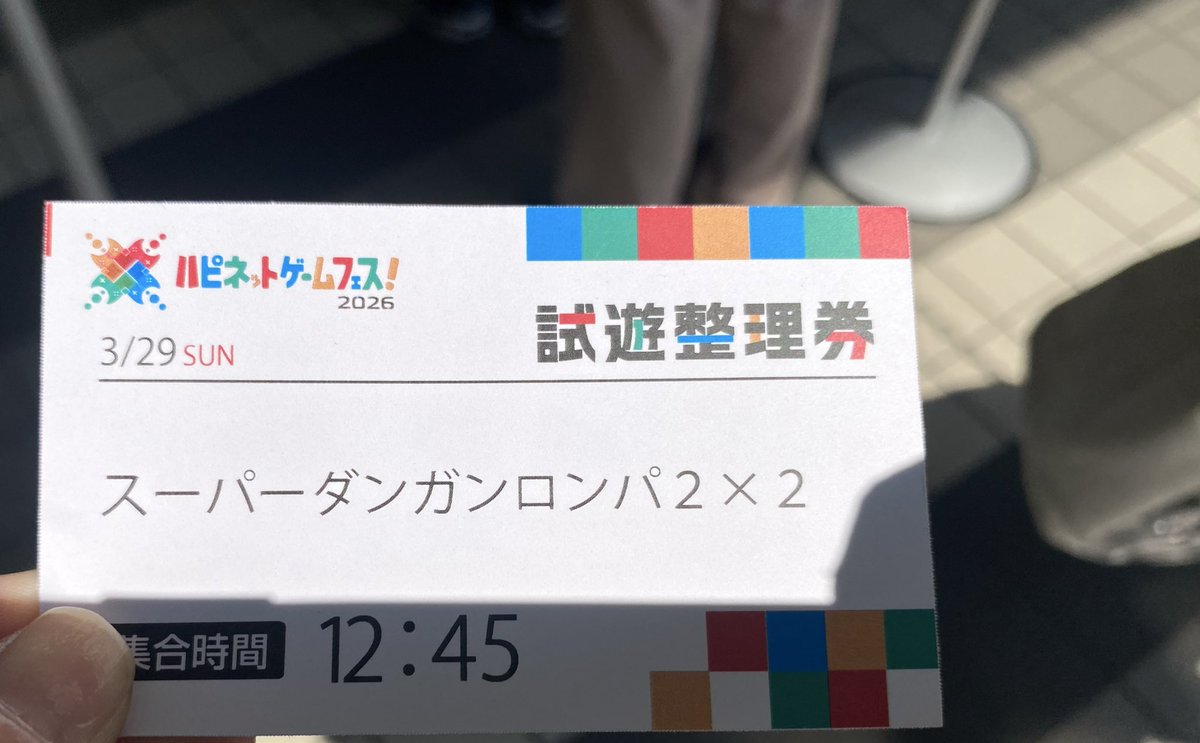 ハピネットゲームフェス!
2026
3/29 SUN
試遊整理券
スーパーダンガンロンパ2×2
集合時間 12:45